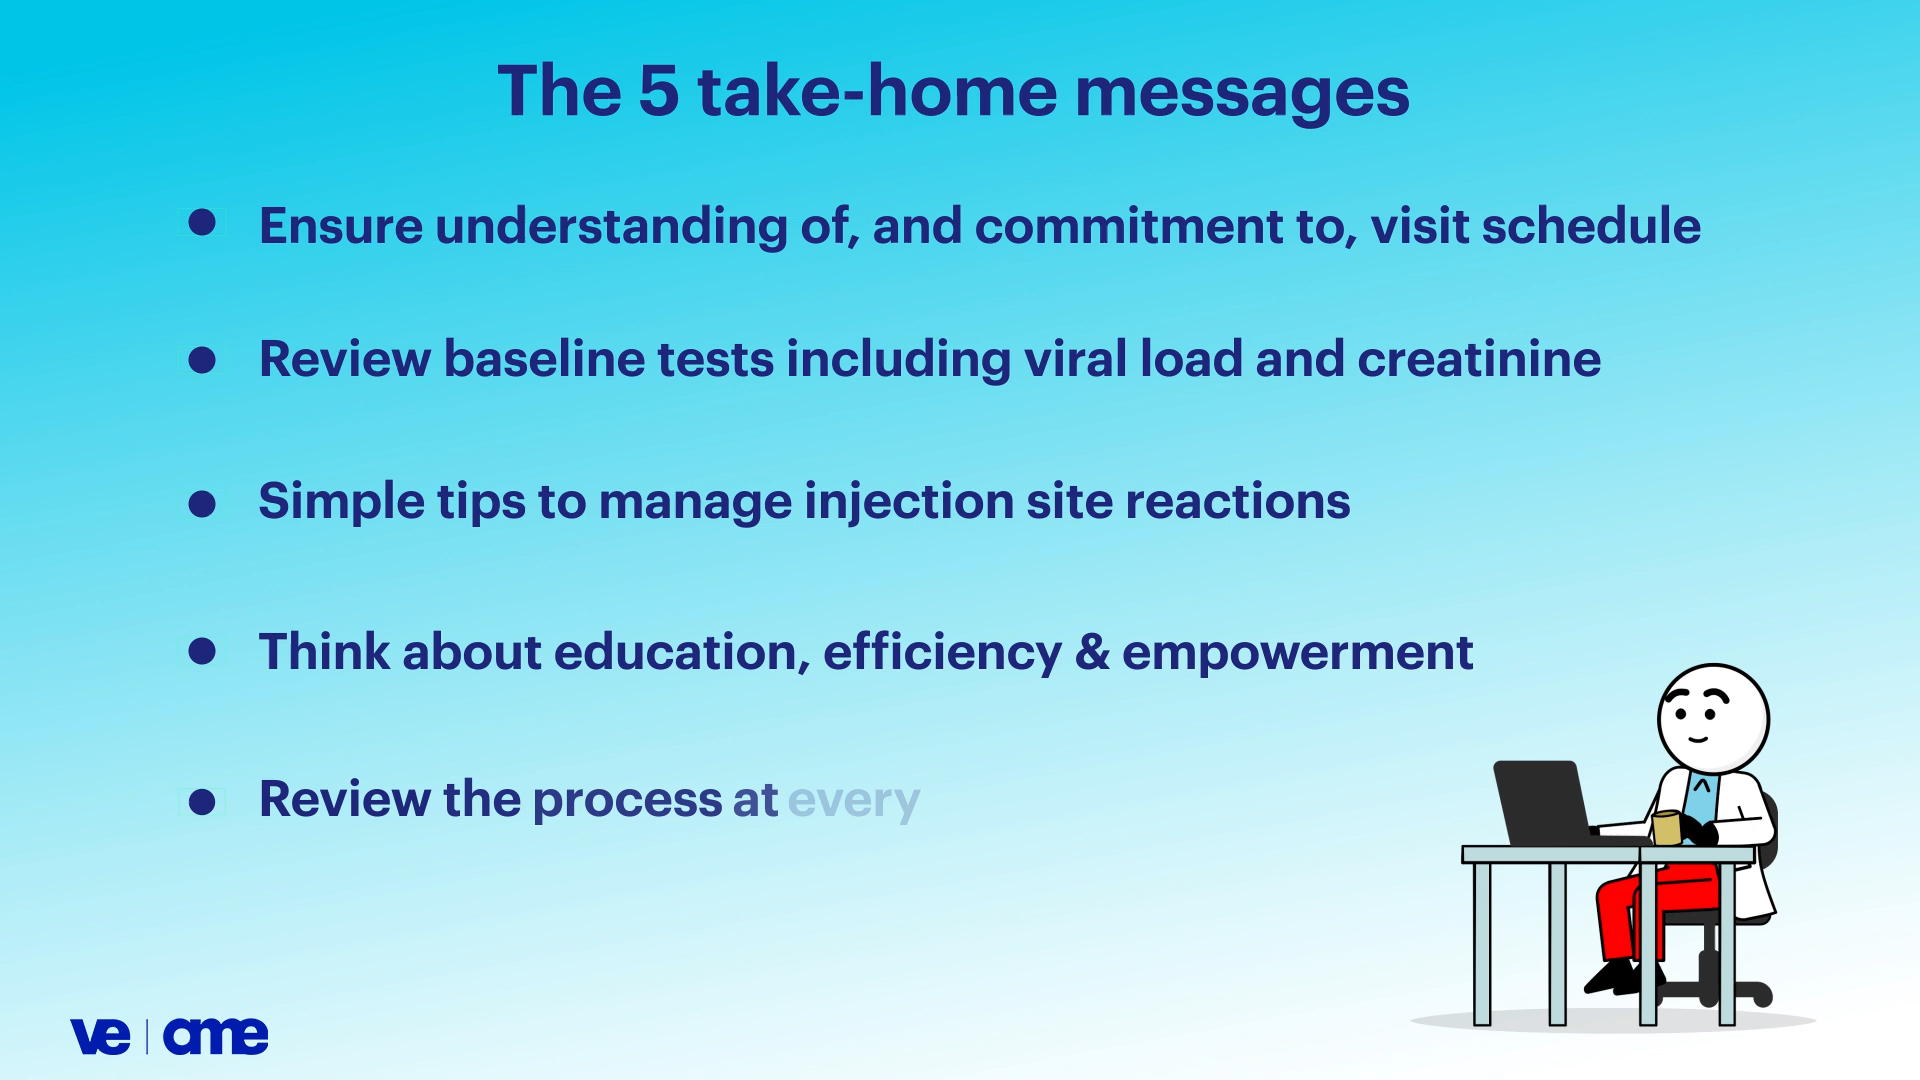 The 5 take-home messages
Ensure understanding of, and commitment to, visit schedule
Review baseline tests including viral load and creatinine
Simple tips to manage injection site reactions
Think about education, efficiency & empowerment
Review the process at every
ve | ame